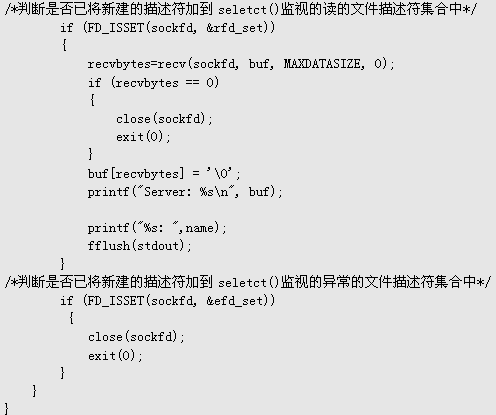 /*判断是否已将新建的描述符加到 seletct()监视的读的文件描述符集合中*/
if (FD_ISSET(sockfd, &rfd_set))
{
recvbytes=recv(sockfd, buf, MAXDATASIZE, 0);
if (recvbytes == 0)
{
close(sockfd);
exit(0);
}
buf[recvbytes] = '\0';
printf("Server: %s\n", buf);
printf("%s: ",name);
fflush(stdout);
}
/*判断是否已将新建的描述符加到 seletct()监视的异常的文件描述符集合中*/
if (FD_ISSET(sockfd, &efd_set))
{
close(sockfd);
exit(0);
}
}
}